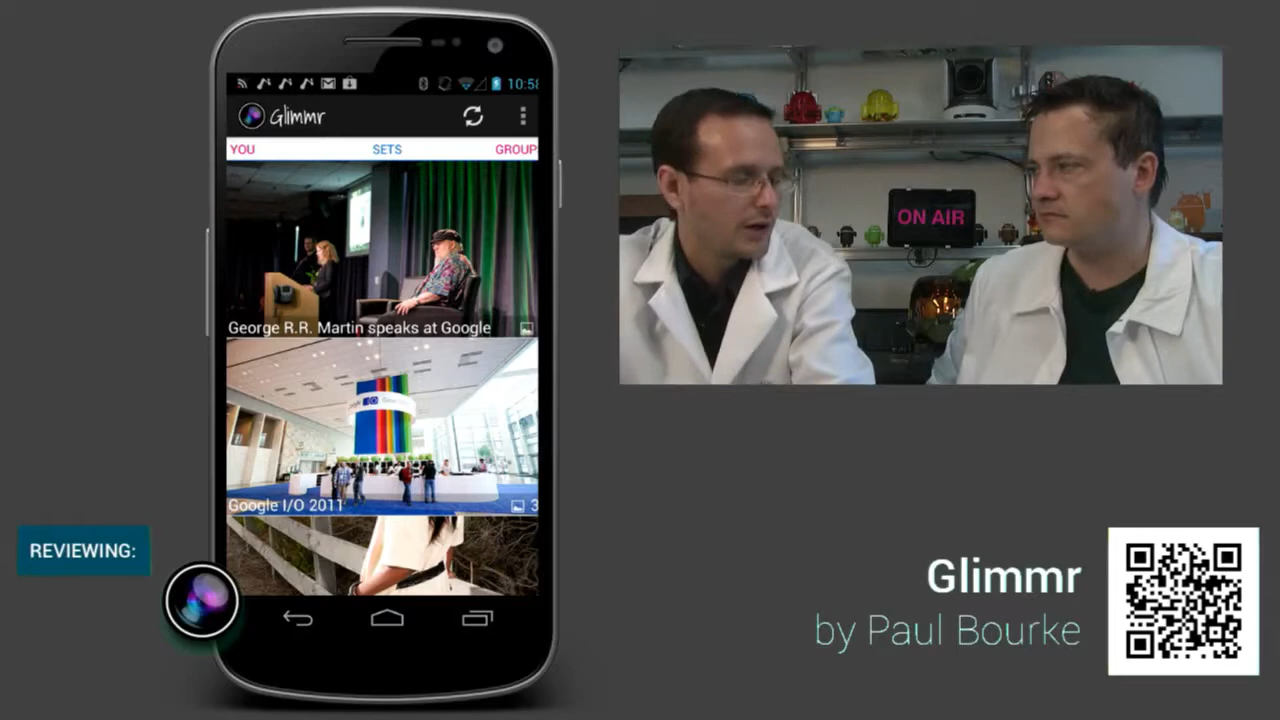 10:58
Glimmr
YOU
SETS
GROUP
George R.R. Martin speaks at Google
Google I/O 2011
3
ON AIR
REVIEWING:
Glimmr
by Paul Bourke